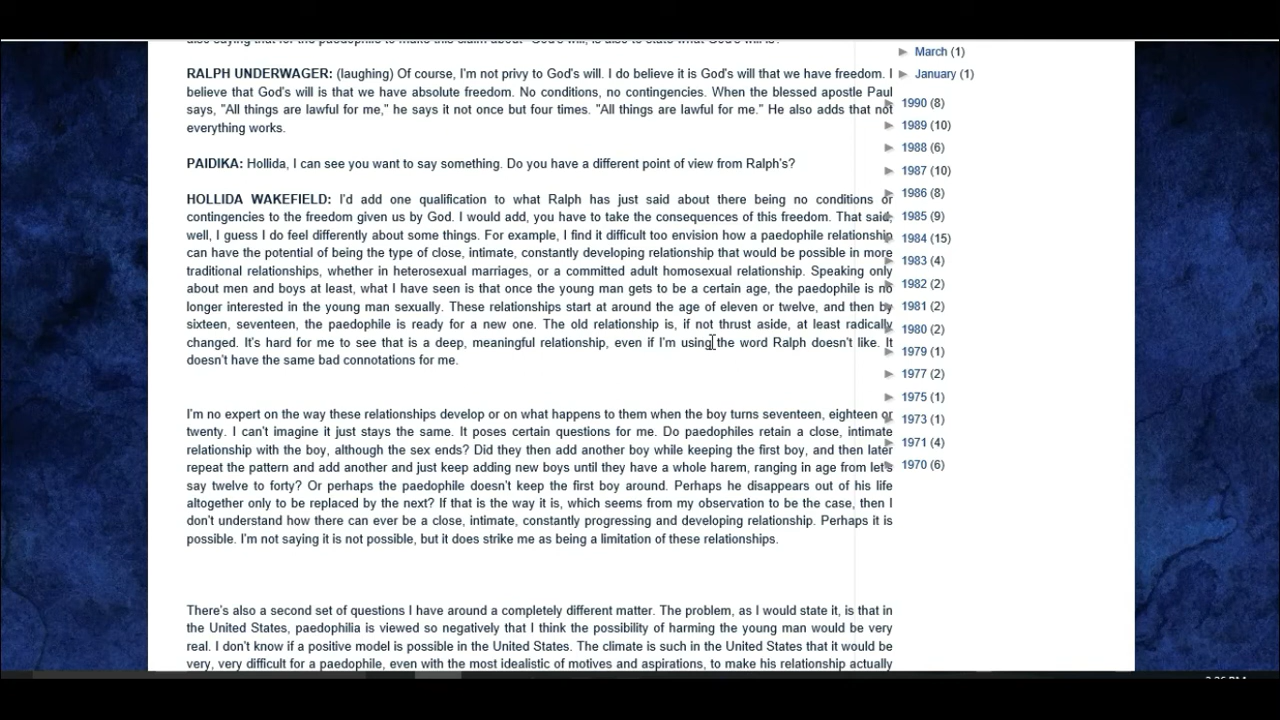 also saying that for the paedophile to make this claim about "God's will, is also to state what God's will is?
RALPH UNDERWAGER: (laughing) Of course, I'm not privy to God's will. I do believe it is God's will that we have freedom. I
believe that God's will is that we have absolute freedom. No conditions, no contingencies. When the blessed apostle Paul
says, "All things are lawful for me," he says it not once but four times. "All things are lawful for me." He also adds that not
everything works.
PAIDIKA: Hollida, I can see you want to say something. Do you have a different point of view from Ralph's?
HOLLIDA WAKEFIELD: I'd add one qualification to what Ralph has just said about there being no conditions or
contingencies to the freedom given us by God. I would add, you have to take the consequences of this freedom. That said,
well, I guess I do feel differently about some things. For example, I find it difficult too envision how a paedophile relationship
can have the potential of being the type of close, intimate, constantly developing relationship that would be possible in more
traditional relationships, whether in heterosexual marriages, or a committed adult homosexual relationship. Speaking only
about men and boys at least, what I have seen is that once the young man gets to be a certain age, the paedophile is no
longer interested in the young man sexually. These relationships start at around the age of eleven or twelve, and then by
sixteen, seventeen, the paedophile is ready for a new one. The old relationship is, if not thrust aside, at least radically
changed. It's hard for me to see that is a deep, meaningful relationship, even if I'm using the word Ralph doesn't like. It
doesn't have the same bad connotations for me.
I'm no expert on the way these relationships develop or on what happens to them when the boy turns seventeen, eighteen or
twenty. I can't imagine it just stays the same. It poses certain questions for me. Do paedophiles retain a close, intimate
relationship with the boy, although the sex ends? Did they then add another boy while keeping the first boy, and then later
repeat the pattern and add another and just keep adding new boys until they have a whole harem, ranging in age from let's
say twelve to forty? Or perhaps the paedophile doesn't keep the first boy around. Perhaps he disappears out of his life
altogether only to be replaced by the next? If that is the way it is, which seems from my observation to be the case, then I
don't understand how there can ever be a close, intimate, constantly progressing and developing relationship. Perhaps it is
possible. I'm not saying it is not possible, but it does strike me as being a limitation of these relationships.
There's also a second set of questions I have around a completely different matter. The problem, as I would state it, is that in
the United States, paedophilia is viewed so negatively that I think the possibility of harming the young man would be very
real. I don't know if a positive model is possible in the United States. The climate is such in the United States that it would be
very, very difficult for a paedophile, even with the most idealistic of motives and aspirations, to make his relationship actually
March (1)
January (1)
1990 (8)
1989 (10)
1988 (6)
1987 (10)
1986 (8)
1985 (9)
1984 (15)
1983 (4)
1982 (2)
1981 (2)
1980 (2)
1979 (1)
1977 (2)
1975 (1)
1973 (1)
1971 (4)
1970 (6)